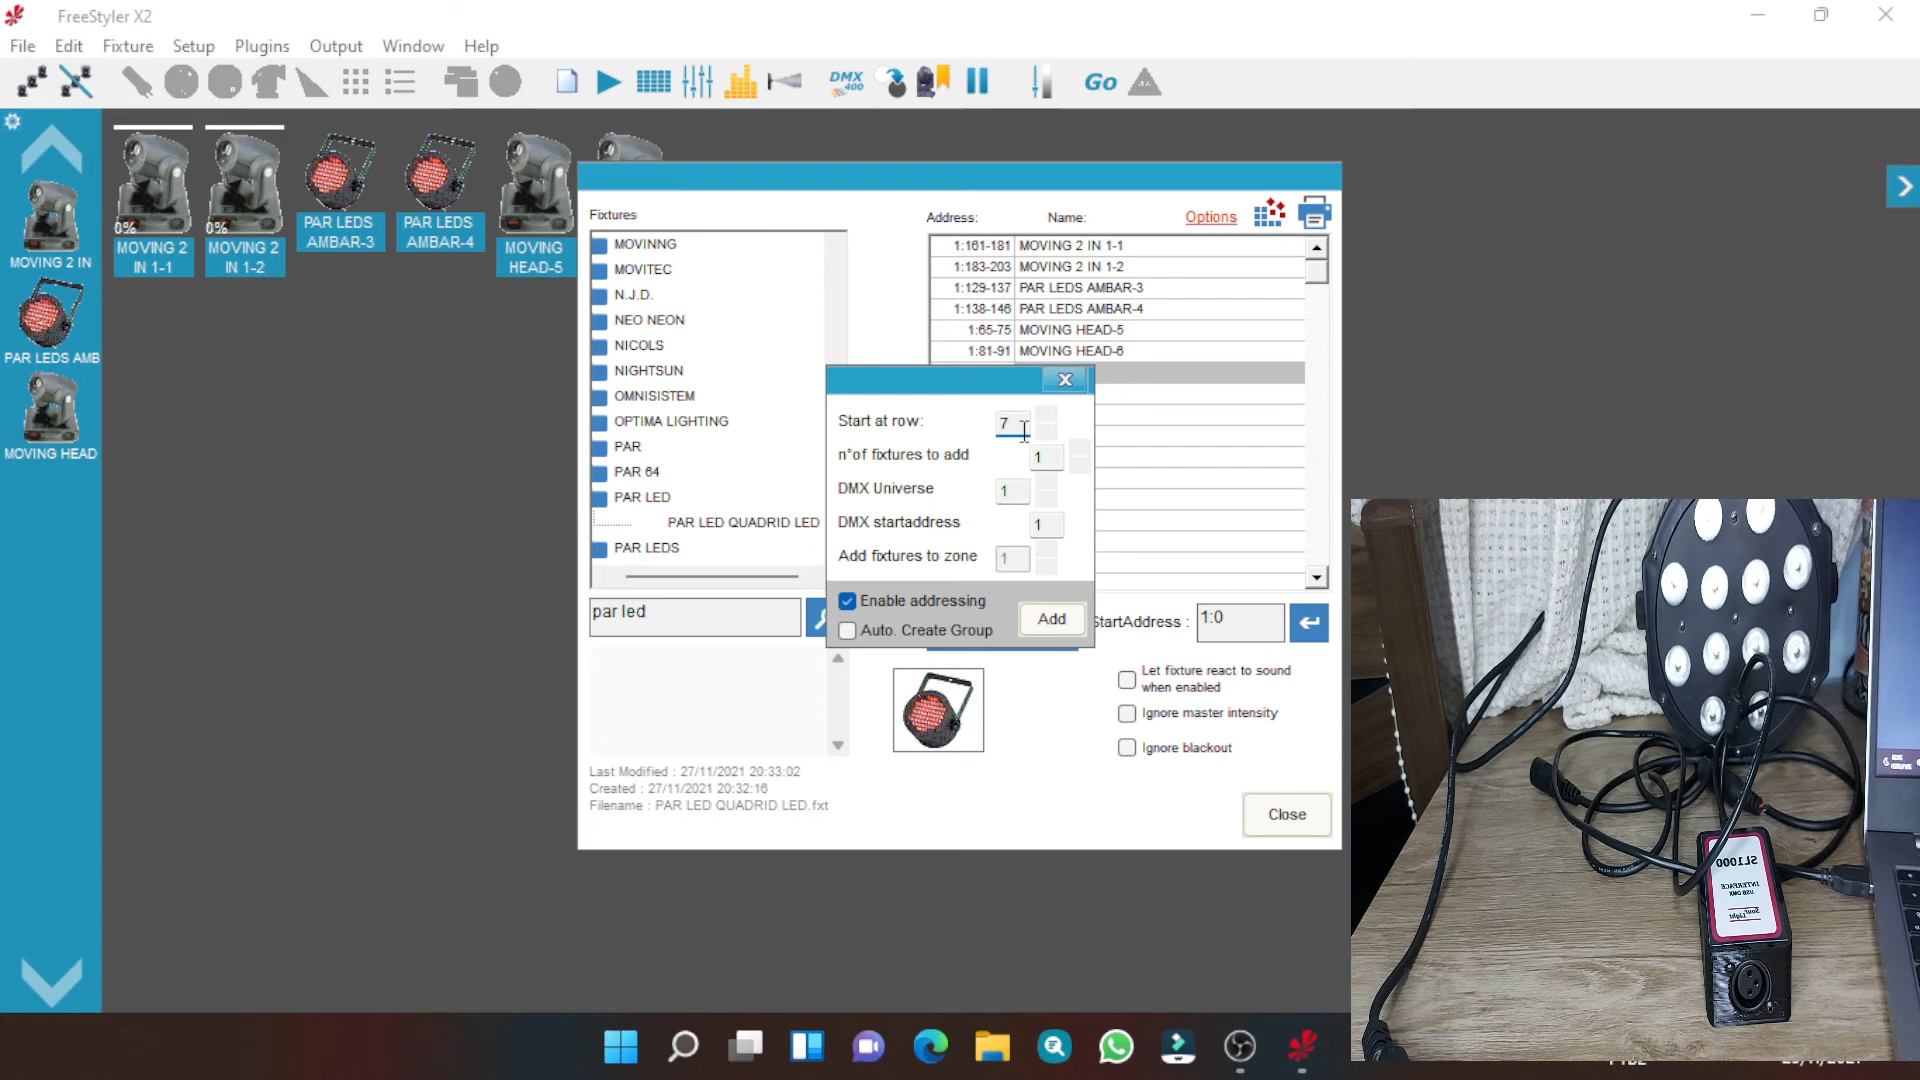 FreeStyler X2
File Edit Fixture Setup Plugins Output Window Help
DMX 400
Go
MOVING 2 IN
PAR LEDS AMB
MOVING HEAD
0%
MOVING 2 IN 1-1
0%
MOVING 2 IN 1-2
PAR LEDS AMBAR-3
PAR LEDS AMBAR-4
MOVING HEAD-5
Fixtures
MOVINNG
MOVITEC
N.J.D.
NEO NEON
NICOLS
NIGHTSUN
OMNISISTEM
OPTIMA LIGHTING
PAR
PAR 64
PAR LED
PAR LED QUADRID LED
PAR LEDS
par led
Address: Name: Options
1:161-181 MOVING 2 IN 1-1
1:183-203 MOVING 2 IN 1-2
1:129-137 PAR LEDS AMBAR-3
1:138-146 PAR LEDS AMBAR-4
1:65-75 MOVING HEAD-5
1:81-91 MOVING HEAD-6
X
Start at row: 7
n°of fixtures to add 1
DMX Universe 1
DMX startaddress 1
Add fixtures to zone 1
Enable addressing
Auto. Create Group
Add
StartAddress : 1:0
Let fixture react to sound
when enabled
Ignore master intensity
Ignore blackout
Last Modified : 27/11/2021 20:33:02
Created : 27/11/2021 20:32:16
Filename : PAR LED QUADRID LED.fxt
Close
SL1000
INTERFACE
USB DMX
Soul Light